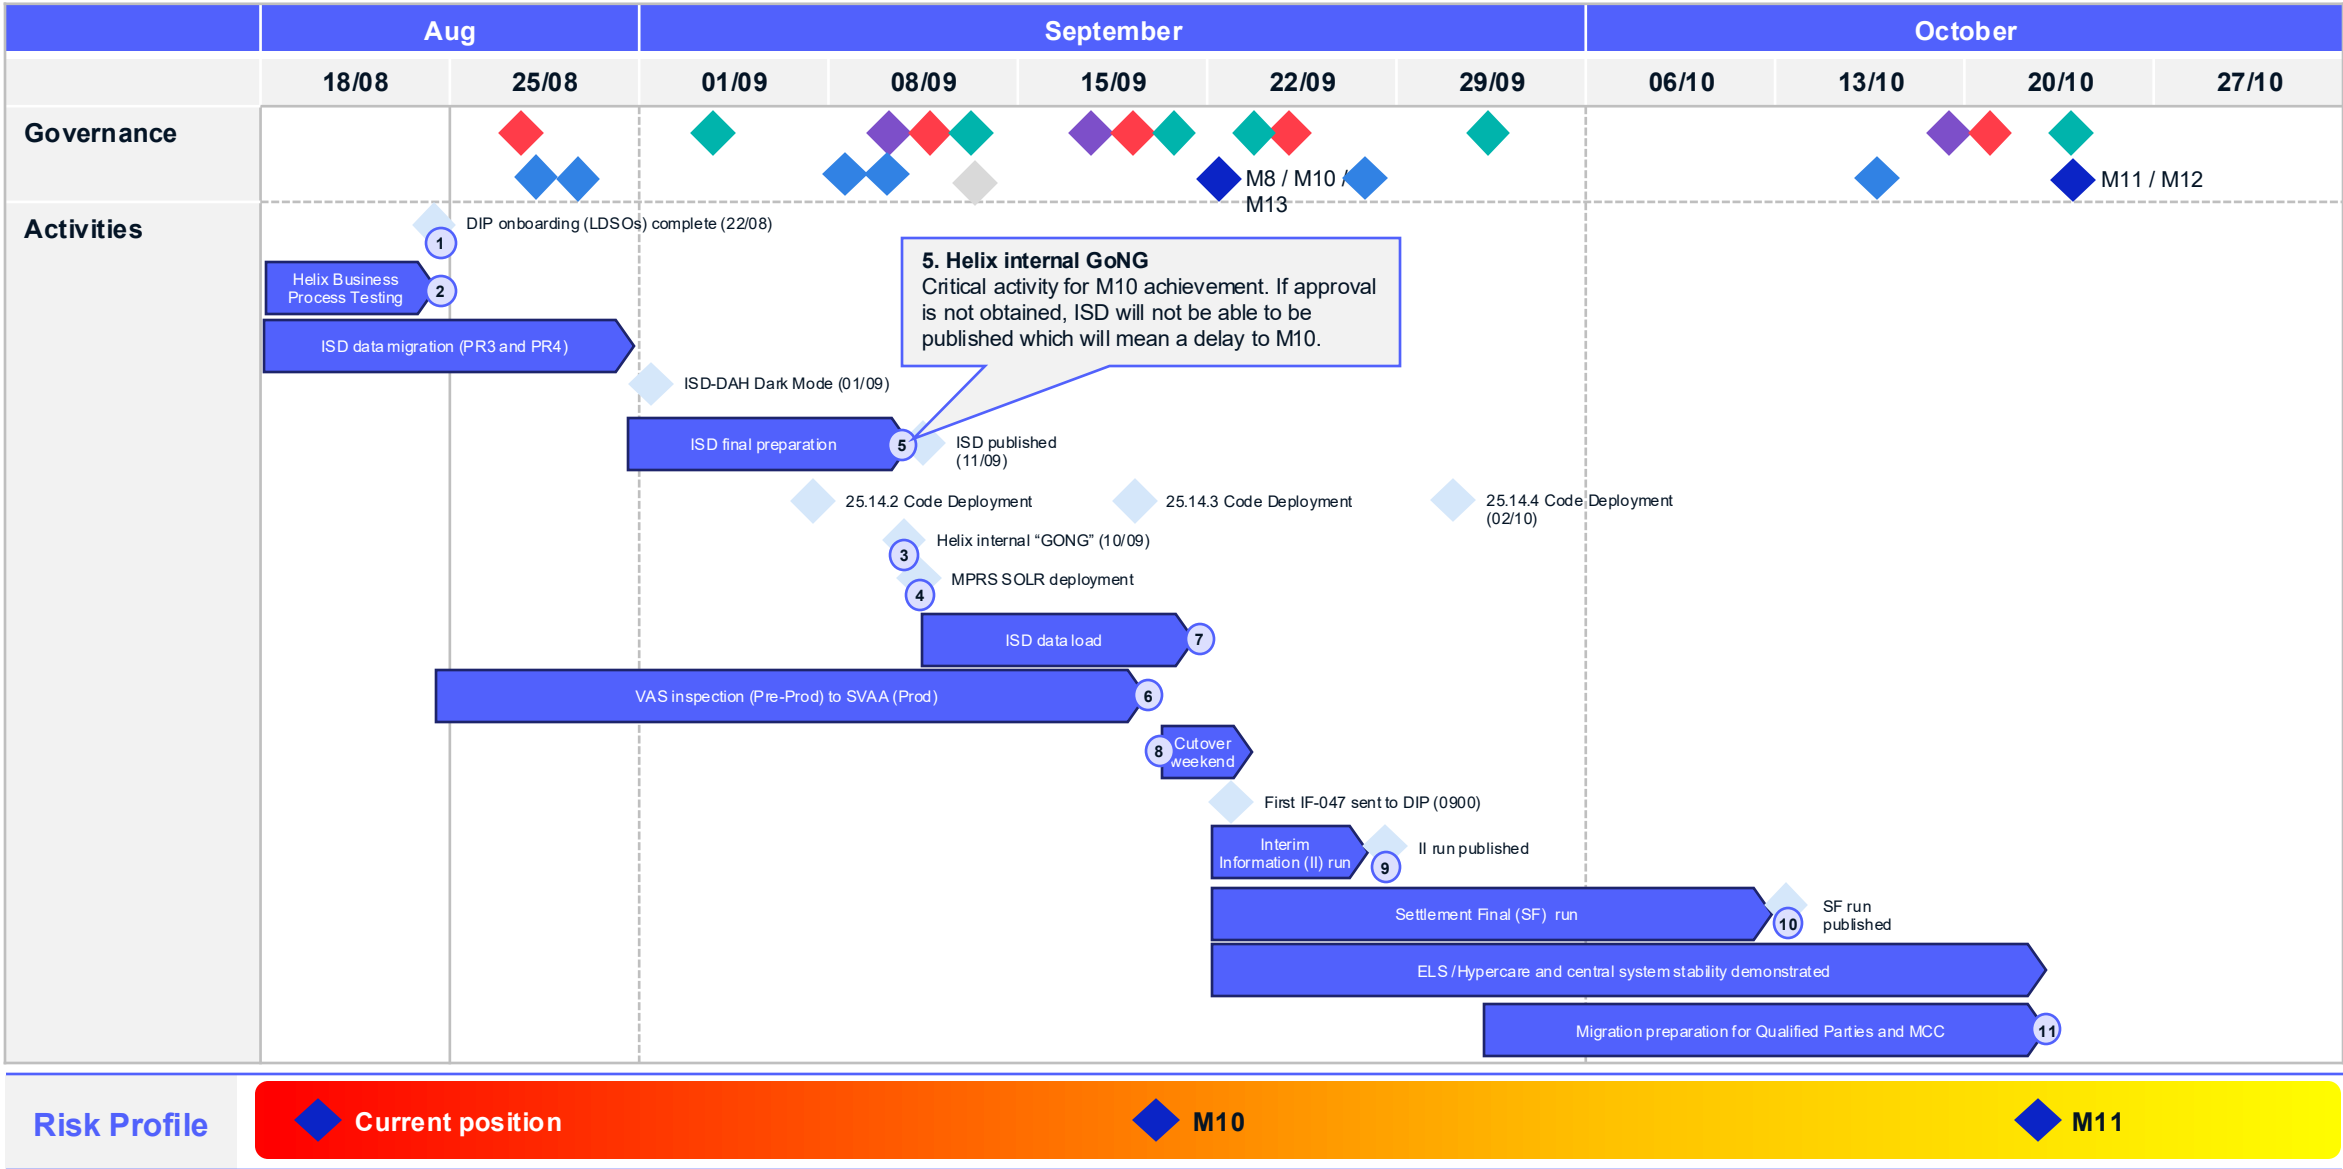 Aug
September
October
18/08
25/08
01/09
08/09
15/09
22/09
29/09
06/10
13/10
20/10
27/10
Governance
M8 / M10 /
M13
M11 / M12
Activities
DIP onboarding (LDSOs) complete (22/08)
1
Helix Business
Process Testing
2
5. Helix internal GoNG
Critical activity for M10 achievement. If approval
is not obtained, ISD will not be able to be
published which will mean a delay to M10.
ISD data migration (PR3 and PR4)
ISD-DAH Dark Mode (01/09)
ISD final preparation
5
ISD published
(11/09)
25.14.2 Code Deployment
25.14.3 Code Deployment
25.14.4 Code Deployment
(02/10)
Helix internal “GONG” (10/09)
3
MPRS SOLR deployment
4
ISD data load
7
VAS inspection (Pre-Prod) to SVAA (Prod)
6
8
Cutover
weekend
First IF-047 sent to DIP (0900)
Interim
Information (II) run
II run published
9
Settlement Final (SF) run
SF run
published
10
ELS /Hypercare and central system stability demonstrated
Migration preparation for Qualified Parties and MCC
11
Risk Profile
Current position
M10
M11